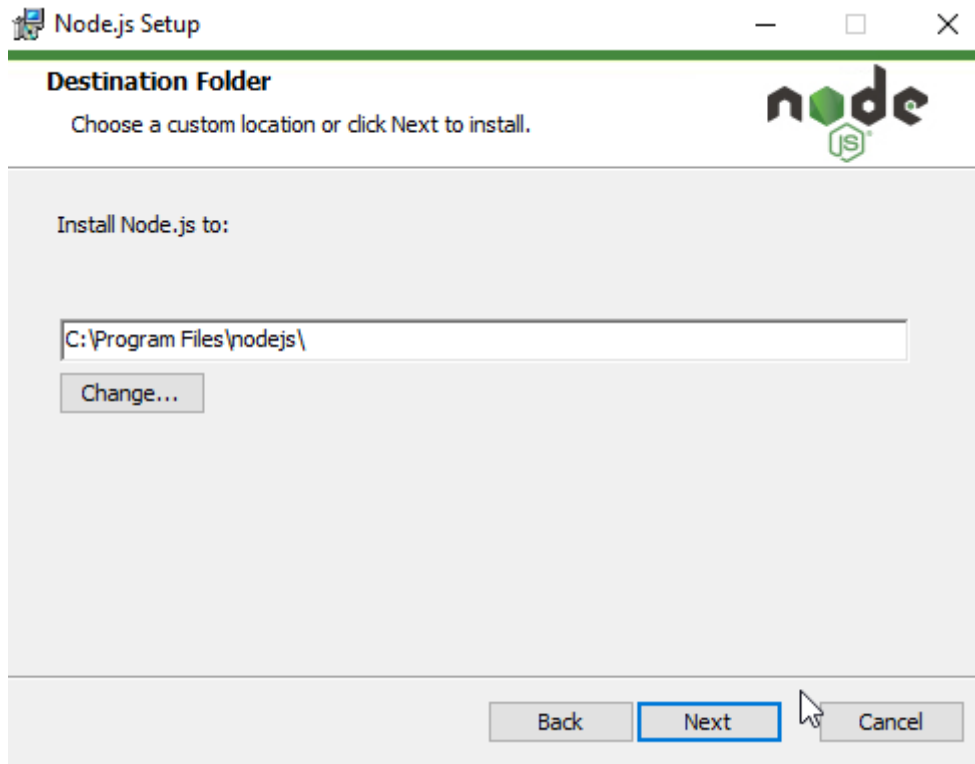 Node.js Setup
Destination Folder
Choose a custom location or click Next to install.
node
JS
Install Node.js to:
C:\Program Files\nodejs\
Change...
Back Next Cancel